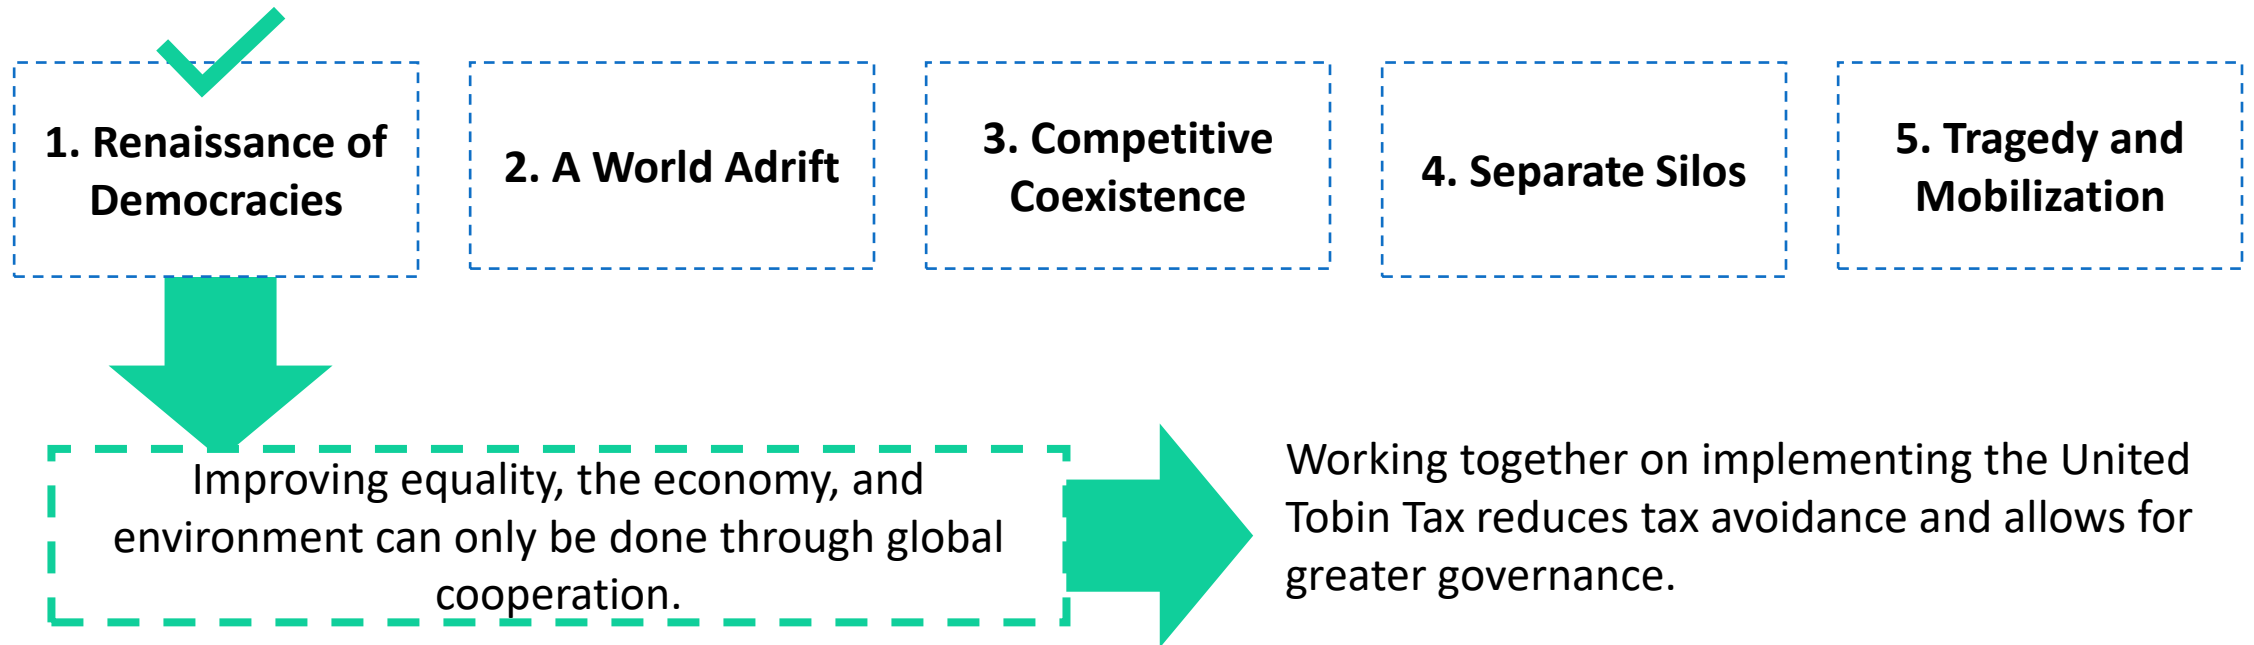 1. Renaissance of
Democracies
2. A World Adrift
3. Competitive
Coexistence
4. Separate Silos
5. Tragedy and
Mobilization
Improving equality, the economy, and
environment can only be done through global
cooperation.
Working together on implementing the United
Tobin Tax reduces tax avoidance and allows for
greater governance.